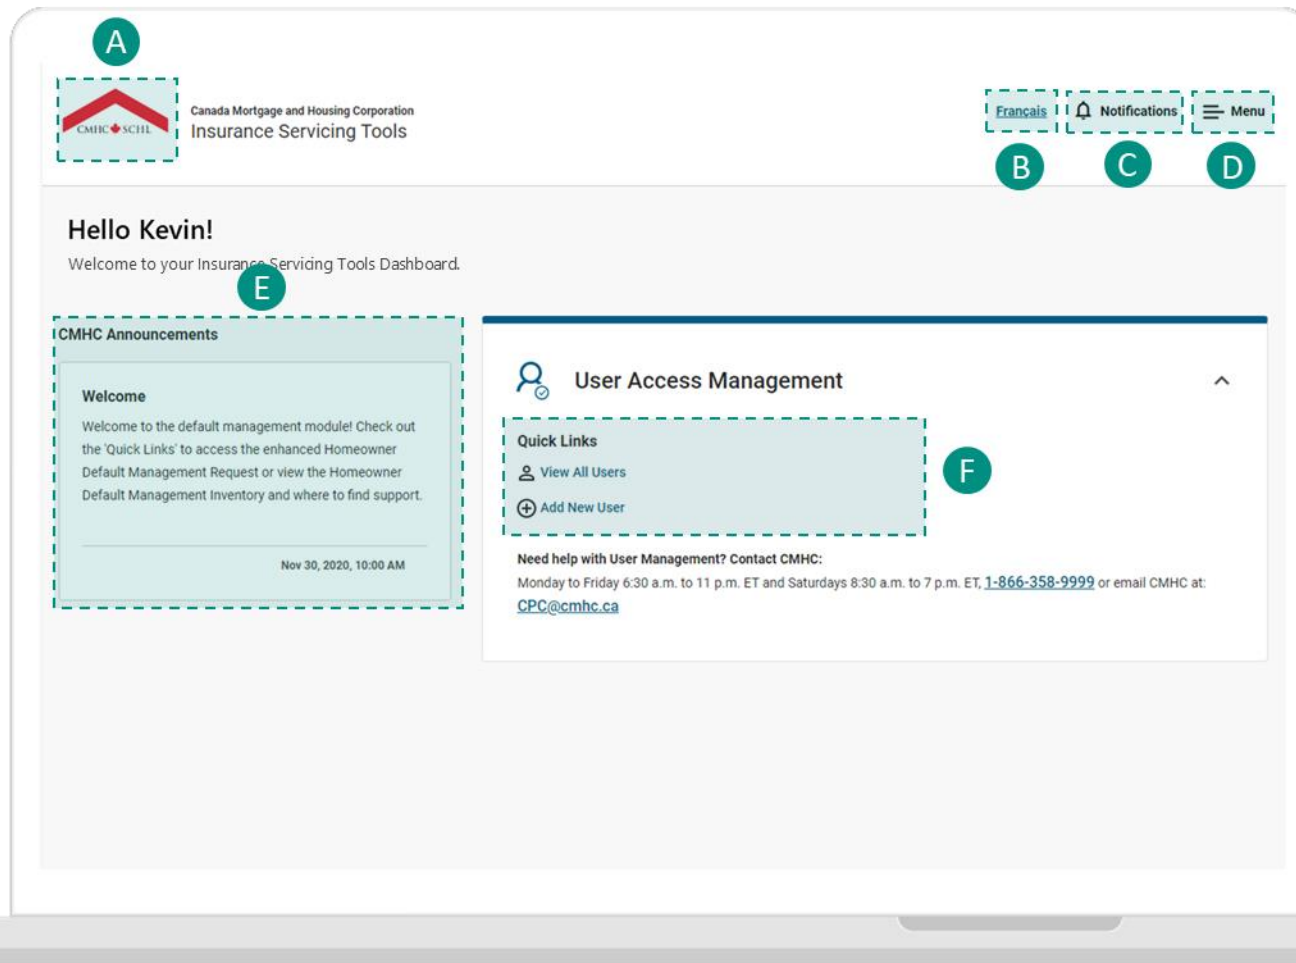 A
CMHC SCHL
Canada Mortgage and Housing Corporation
Insurance Servicing Tools
Français
Notifications
Menu
B
C
D
Hello Kevin!
Welcome to your Insurance Servicing Tools Dashboard.
E
CMHC Announcements
Welcome
Welcome to the default management module! Check out
the 'Quick Links' to access the enhanced Homeowner
Default Management Request or view the Homeowner
Default Management Inventory and where to find support.
Nov 30, 2020, 10:00 AM
User Access Management
Quick Links
View All Users
Add New User
F
Need help with User Management? Contact CMHC:
Monday to Friday 6:30 a.m. to 11 p.m. ET and Saturdays 8:30 a.m. to 7 p.m. ET, 1-866-358-9999 or email CMHC at:
CPC@cmhc.ca